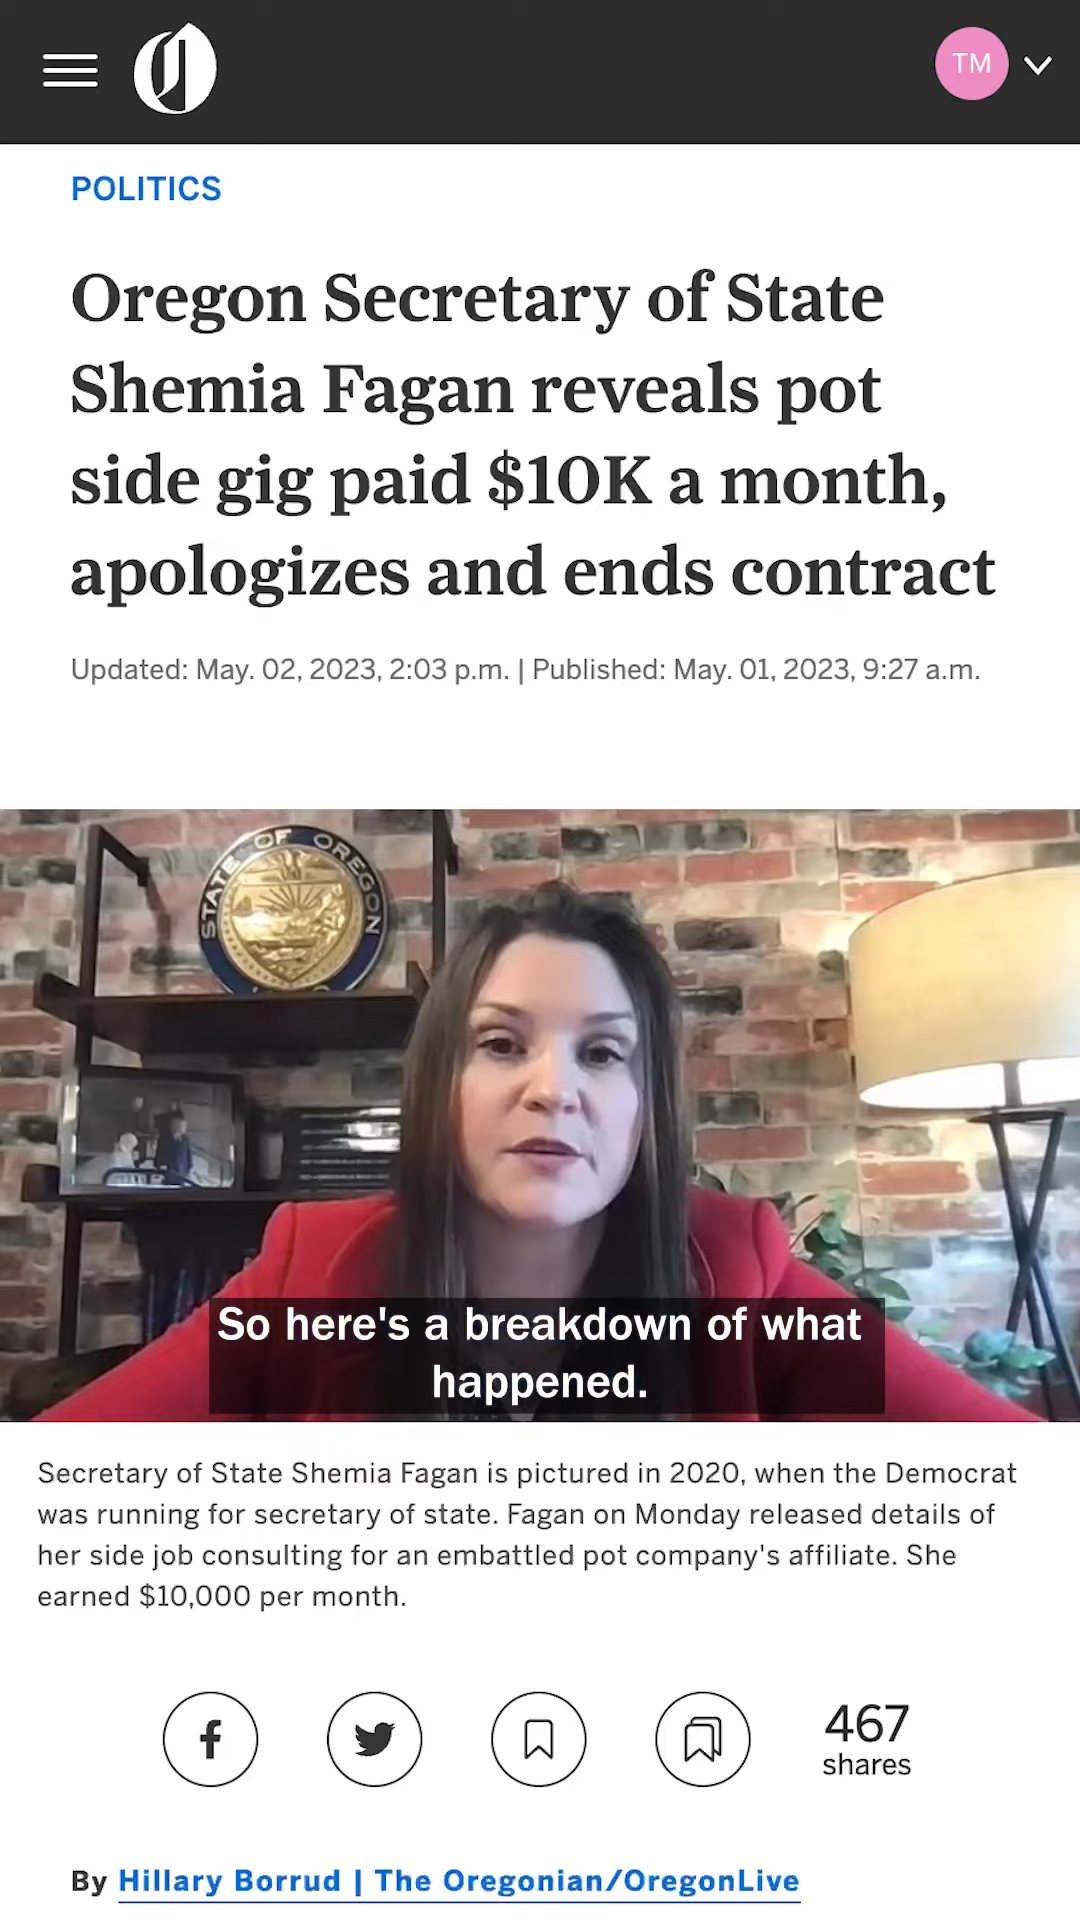 TM
POLITICS
Oregon Secretary of State
Shemia Fagan reveals pot
side gig paid $10K a month,
apologizes and ends contract
Updated: May. 02, 2023, 2:03 p.m. | Published: May. 01, 2023, 9:27 a.m.
STATE OF OREGON
So here's a breakdown of what
happened.
Secretary of State Shemia Fagan is pictured in 2020, when the Democrat
was running for secretary of state. Fagan on Monday released details of
her side job consulting for an embattled pot company's affiliate. She
earned $10,000 per month.
467
shares
By Hillary Borrud | The Oregonian/OregonLive